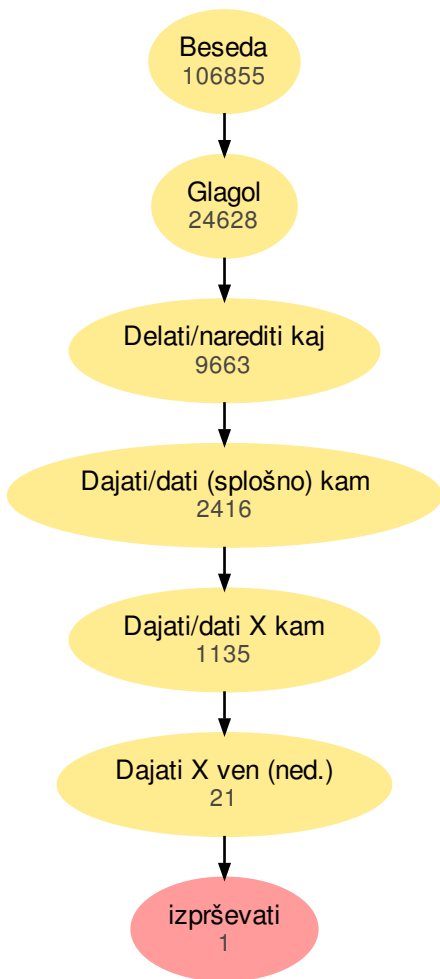 Beseda
106855
Glagol
24628
Delati/narediti kaj
9663
Dajati/dati (splošno) kam
2416
Dajati/dati X kam
1135
Dajati X ven (ned.)
21
izprševati
1